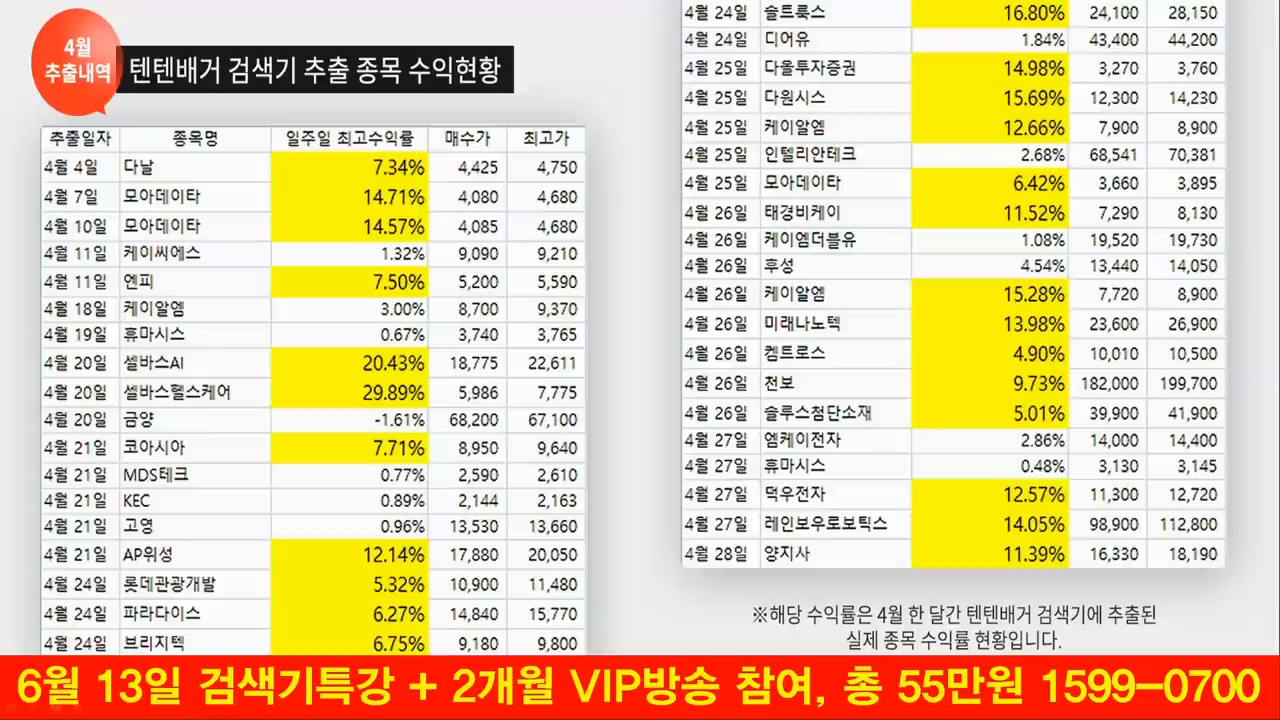 4월
추출내역
텐텐배거 검색기 추출 종목 수익현황
추출일자 종목명 일주일 최고수익률 매수가 최고가
4월 4일 다날 7.34% 4,425 4,750
4월 7일 모아데이타 14.71% 4,080 4,680
4월 10일 모아데이타 14.57% 4,085 4,680
4월 11일 케이씨에스 1.32% 9,090 9,210
4월 11일 엔피 7.50% 5,200 5,590
4월 18일 케이알엠 3.00% 8,700 9,370
4월 19일 휴마시스 0.67% 3,740 3,765
4월 20일 셀바스AI 20.43% 18,775 22,611
4월 20일 셀바스헬스케어 29.89% 5,986 7,775
4월 20일 금양 -1.61% 68,200 67,100
4월 21일 코아시아 7.71% 8,950 9,640
4월 21일 MDS테크 0.77% 2,590 2,610
4월 21일 KEC 0.89% 2,144 2,163
4월 21일 고영 0.96% 13,530 13,660
4월 21일 AP위성 12.14% 17,880 20,050
4월 24일 롯데관광개발 5.32% 10,900 11,480
4월 24일 파라다이스 6.27% 14,840 15,770
4월 24일 브리지텍 6.75% 9,180 9,800
4월 24일 솔트룩스 16.80% 24,100 28,150
4월 24일 디어유 1.84% 43,400 44,200
4월 25일 다올투자증권 14.98% 3,270 3,760
4월 25일 다원시스 15.69% 12,300 14,230
4월 25일 케이알엠 12.66% 7,900 8,900
4월 25일 인텔리안테크 2.68% 68,541 70,381
4월 25일 모아데이타 6.42% 3,660 3,895
4월 26일 태경비케이 11.52% 7,290 8,130
4월 26일 케이엠더블유 1.08% 19,520 19,730
4월 26일 후성 4.54% 13,440 14,050
4월 26일 케이알엠 15.28% 7,720 8,900
4월 26일 미래나노텍 13.98% 23,600 26,900
4월 26일 켐트로스 4.90% 10,010 10,500
4월 26일 천보 9.73% 182,000 199,700
4월 26일 솔루스첨단소재 5.01% 39,900 41,900
4월 27일 엠케이전자 2.86% 14,000 14,400
4월 27일 휴마시스 0.48% 3,130 3,145
4월 27일 덕우전자 12.57% 11,300 12,720
4월 27일 레인보우로보틱스 14.05% 98,900 112,800
4월 28일 양지사 11.39% 16,330 18,190
※해당 수익률은 4월 한 달간 텐텐배거 검색기에 추출된
실제 종목 수익률 현황입니다.
6월 13일 검색기특강 + 2개월 VIP방송 참여, 총 55만원 1599-0700